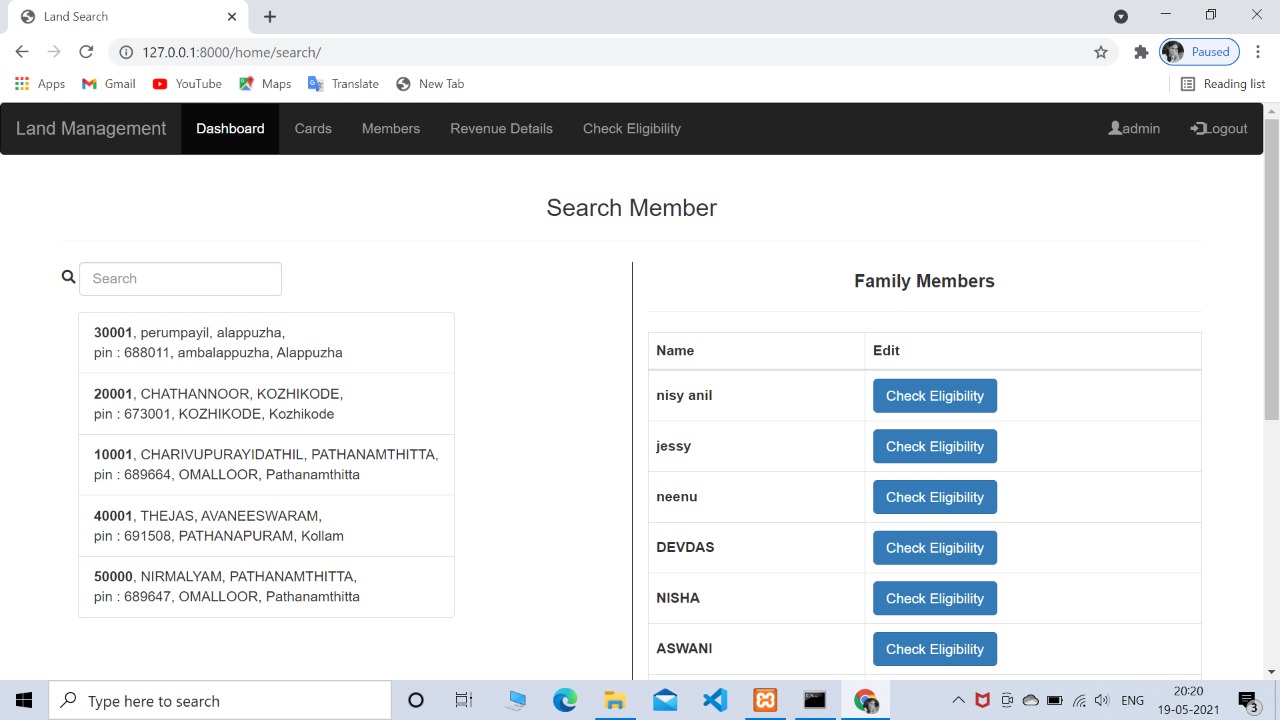 Land Search
127.0.0.1:8000/home/search/
Paused
Apps
Gmail
YouTube
Maps
Translate
New Tab
Reading list
Land Management
Dashboard
Cards
Members
Revenue Details
Check Eligibility
admin
Logout
Search Member
Search
Family Members
30001, perumpayil, alappuzha,
pin : 688011, ambalappuzha, Alappuzha
20001, CHATHANNOOR, KOZHIKODE,
pin : 673001, KOZHIKODE, Kozhikode
10001, CHARIVUPURAYIDATHIL, PATHANAMTHITTA,
pin : 689664, OMALLOOR, Pathanamthitta
40001, THEJAS, AVANEESWARAM,
pin : 691508, PATHANAPURAM, Kollam
50000, NIRMALYAM, PATHANAMTHITTA,
pin : 689647, OMALLOOR, Pathanamthitta
Name Edit
nisy anil Check Eligibility
jessy Check Eligibility
neenu Check Eligibility
DEVDAS Check Eligibility
NISHA Check Eligibility
ASWANI Check Eligibility
Type here to search
ENG
20:20
19-05-2021
3